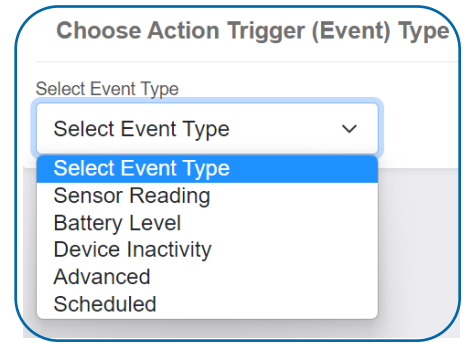 Choose Action Trigger (Event) Type
Select Event Type
Select Event Type
Select Event Type
Sensor Reading
Battery Level
Device Inactivity
Advanced
Scheduled